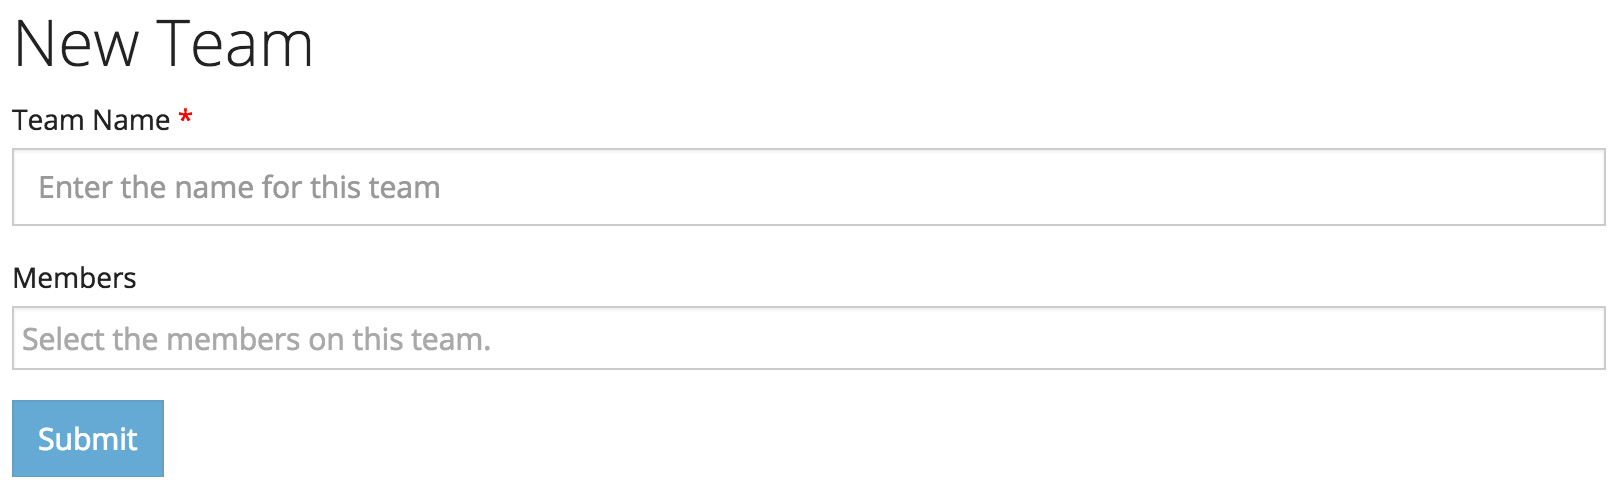 New Team
Team Name *
Enter the name for this team
Members
Select the members on this team.
Submit